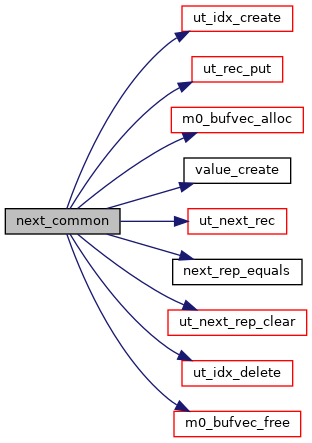 ut_idx_create
ut_rec_put
m0_bufvec_alloc
value_create
next_common
ut_next_rec
next_rep_equals
ut_next_rep_clear
ut_idx_delete
m0_bufvec_free